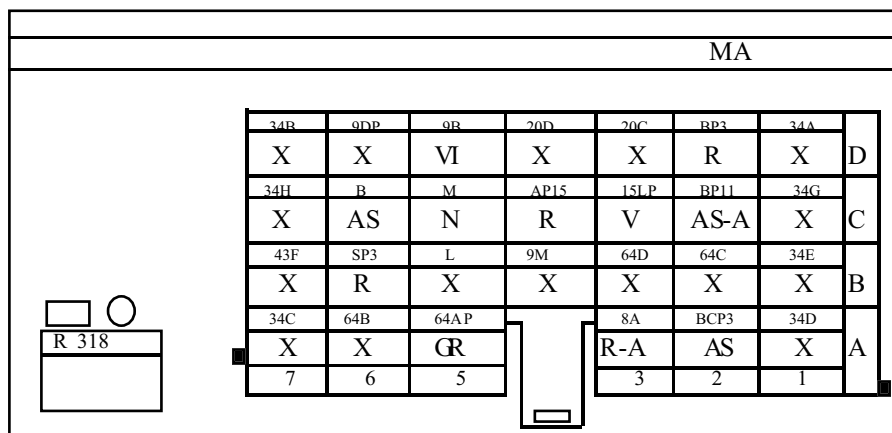 MA
34B 9DP 9B 20D 20C BP3 34A
X X VI X X R X D
34H B M AP15 15LP BP11 34G
X AS N R V AS-A X C
43F SP3 L 9M 64D 64C 34E
X R X X X X X B
34C 64B 64AP 8A BCP3 34D
R 318 X X GR R-A AS X A
7 6 5 3 2 1